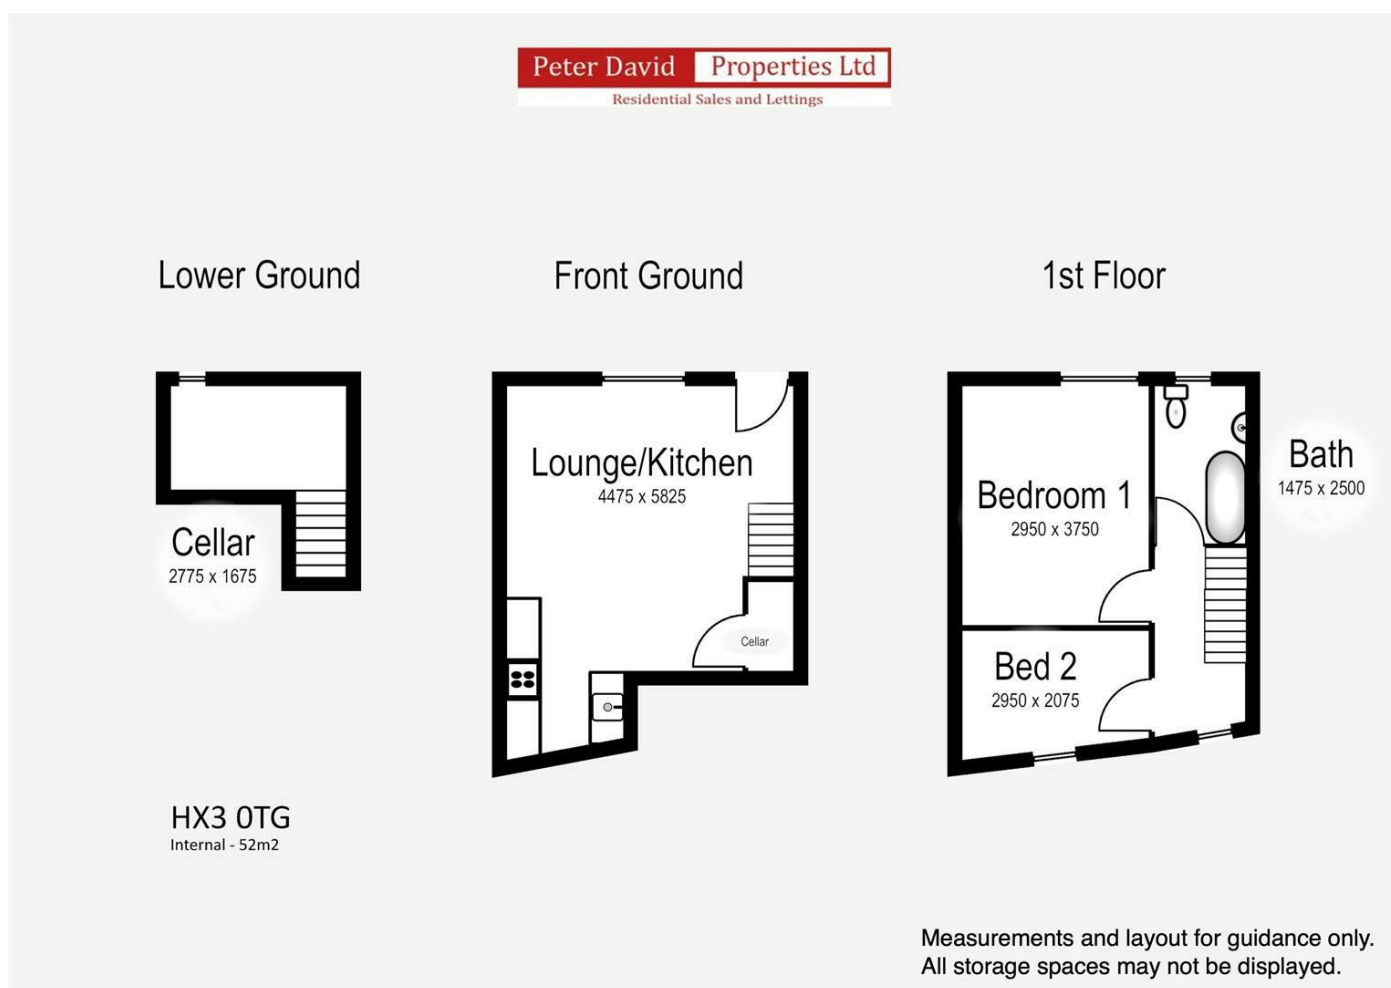 Peter David Properties Ltd
Residential Sales and Lettings
Lower Ground
Front Ground
1st Floor
Cellar
2775 x 1675
Lounge/Kitchen
4475 x 5825
Cellar
Bedroom 1
2950 x 3750
Bath
1475 x 2500
Bed 2
2950 x 2075
HX3 0TG
Internal - 52m2
Measurements and layout for guidance only.
All storage spaces may not be displayed.